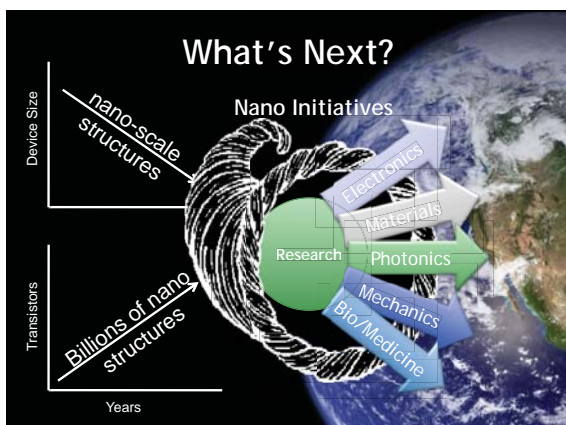 What's Next?
Device Size
nano-scale
structures
Nano Initiatives
Electronics
Materials
Research
Photonics
Mechanics
Bio/Medicine
Transistors
Billions of nano
structures
Years